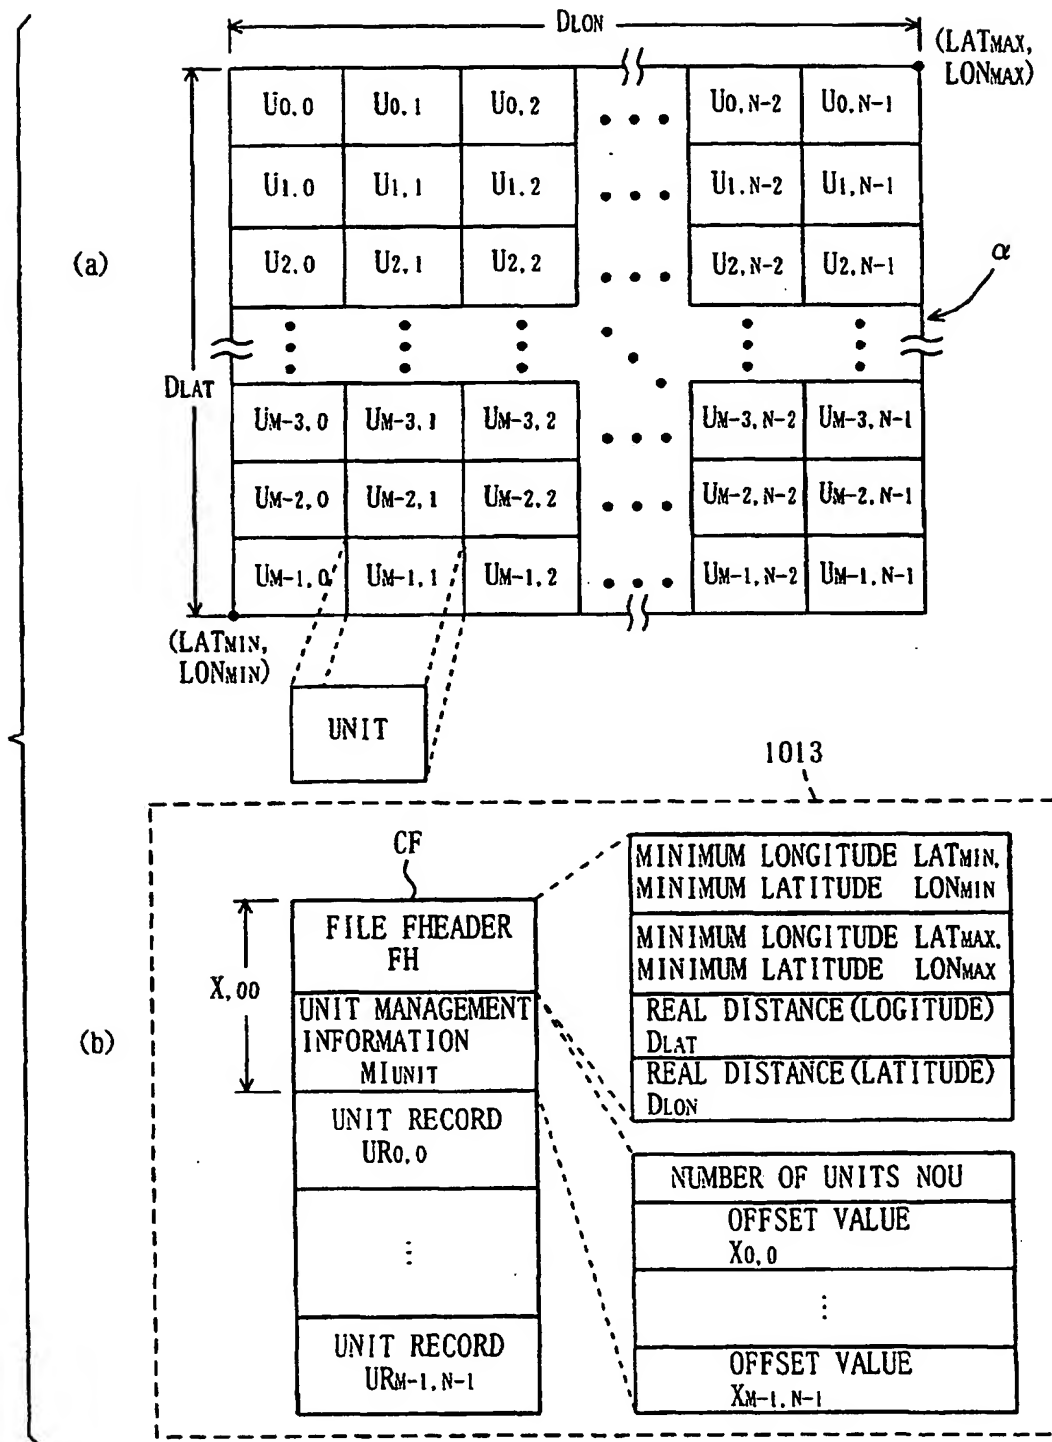 DLON
(LATMAX,
LONMAX)
U0,0 U0,1 U0,2 U0,N-2 U0,N-1
U1,0 U1,1 U1,2 U1,N-2 U1,N-1
(a)
U2,0 U2,1 U2,2 U2,N-2 U2,N-1
α
DLAT
UM-3,0 UM-3,1 UM-3,2 UM-3,N-2 UM-3,N-1
UM-2,0 UM-2,1 UM-2,2 UM-2,N-2 UM-2,N-1
UM-1,0 UM-1,1 UM-1,2 UM-1,N-2 UM-1,N-1
(LATMIN,
LONMIN)
UNIT
1013
(b)
CF
X,00
FILE FHEADER
FH
UNIT MANAGEMENT
INFORMATION
MIUNIT
UNIT RECORD
UR0,0
UNIT RECORD
URM-1,N-1
MINIMUM LONGITUDE LATMIN,
MINIMUM LATITUDE LONMIN
MINIMUM LONGITUDE LATMAX,
MINIMUM LATITUDE LONMAX
REAL DISTANCE(LOGITUDE)
DLAT
REAL DISTANCE(LATITUDE)
DLON
NUMBER OF UNITS NOU
OFFSET VALUE
X0,0
OFFSET VALUE
XM-1,N-1